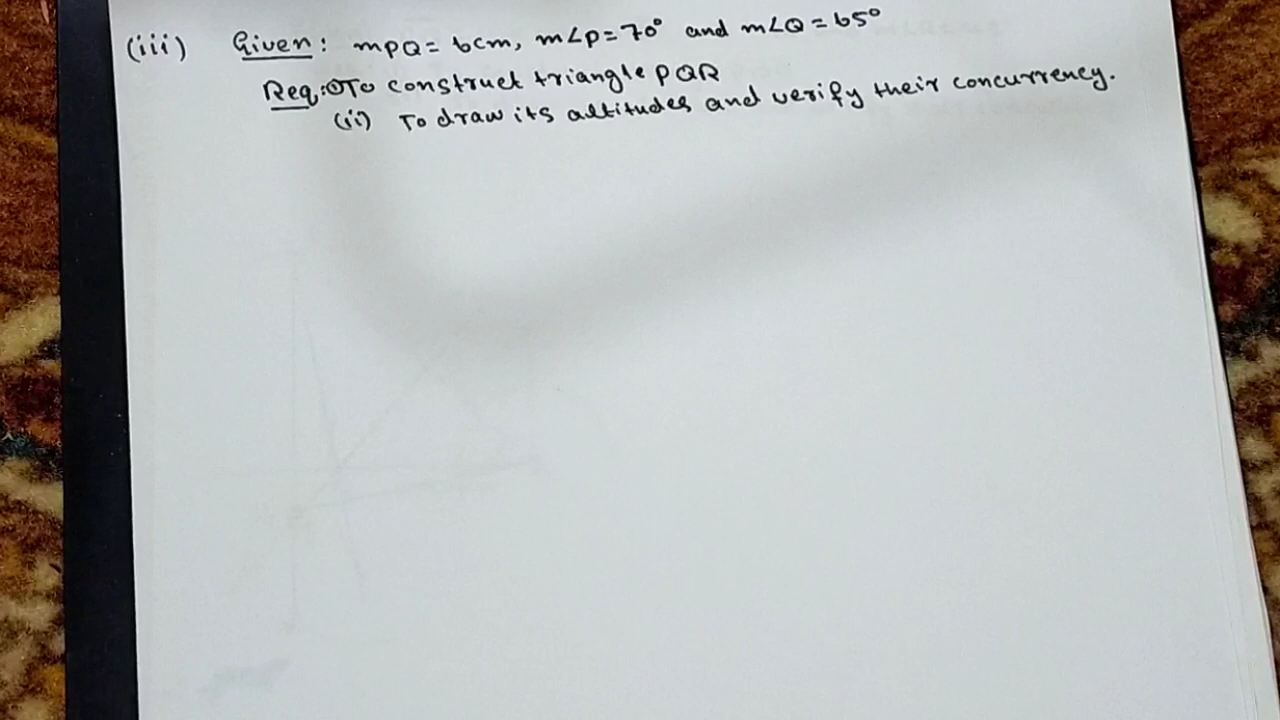 (iii) Given: mPQ = 6cm, m∠P = 70° and m∠Q = 65°
Req: (i) To construct triangle PQR
(ii) To draw its altitudes and verify their concurrency.